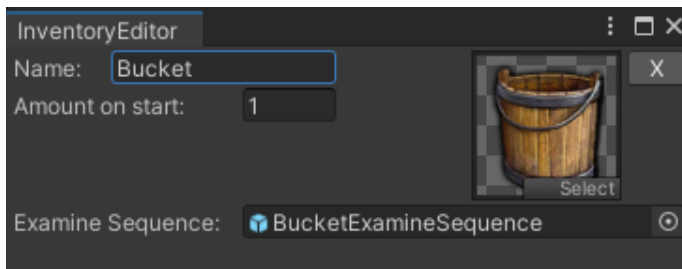 InventoryEditor
Name: Bucket
X
Amount on start: 1
Select
Examine Sequence: BucketExamineSequence